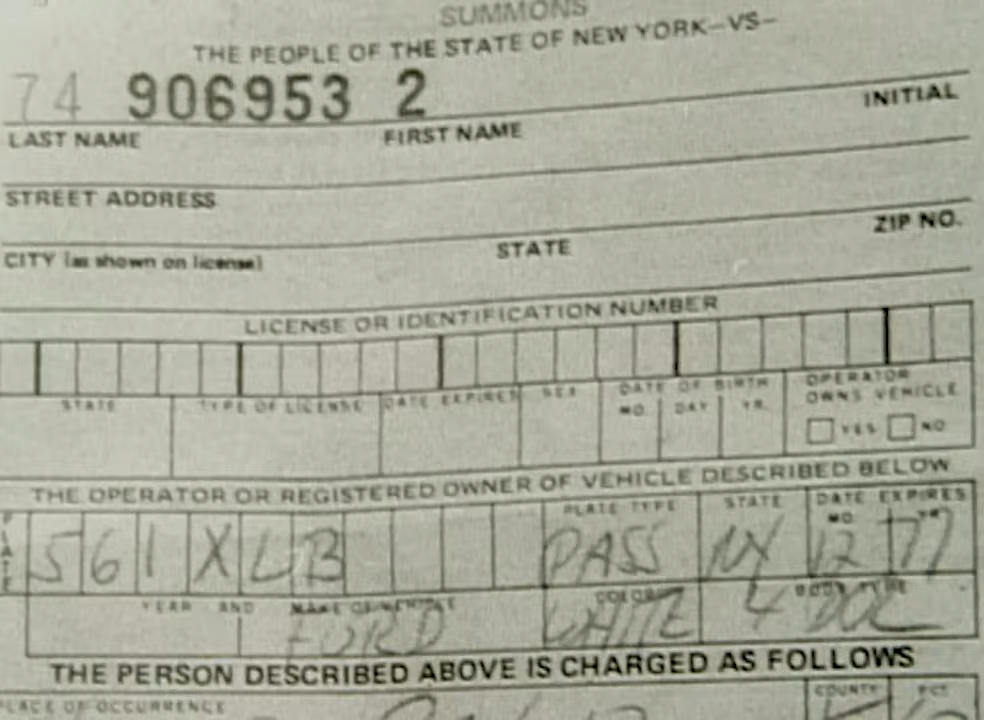 SUMMONS
THE PEOPLE OF THE STATE OF NEW YORK-VS-
74 906953 2
LAST NAME FIRST NAME INITIAL
STREET ADDRESS
CITY (as shown on license) STATE ZIP NO.
LICENSE OR IDENTIFICATION NUMBER
STATE TYPE OF LICENSE DATE EXPIRES SEX DATE OF BIRTH OPERATOR
MO. DAY YR. OWNS VEHICLE
YES NO
THE OPERATOR OR REGISTERED OWNER OF VEHICLE DESCRIBED BELOW
PLATE PLATE TYPE STATE DATE EXPIRES
MO. YR.
561XLB PASS NY 12 77
YEAR AND MAKE OF VEHICLE COLOR BODY TYPE
FORD WHITE 4
THE PERSON DESCRIBED ABOVE IS CHARGED AS FOLLOWS
PLACE OF OCCURRENCE COUNTY PCT.